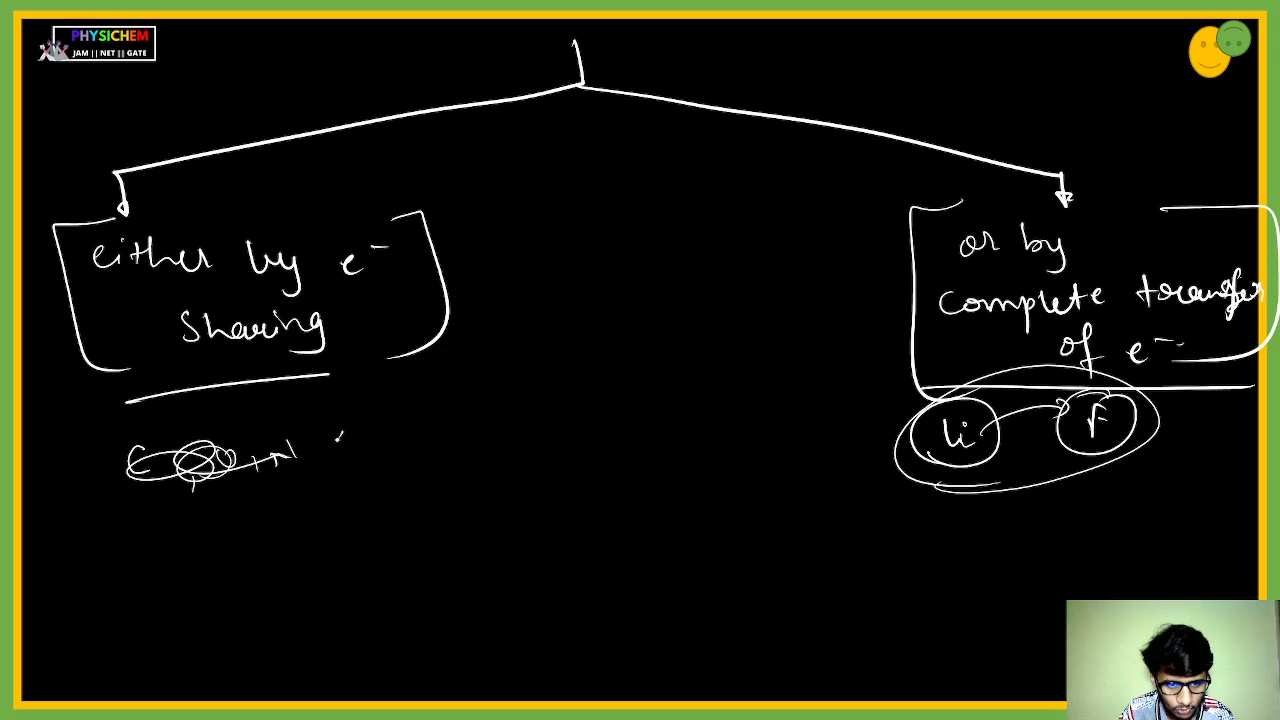 PHYSICHEM
JAM || NET || GATE
either by e⁻
sharing
or by
complete transfer
of e⁻
Li F